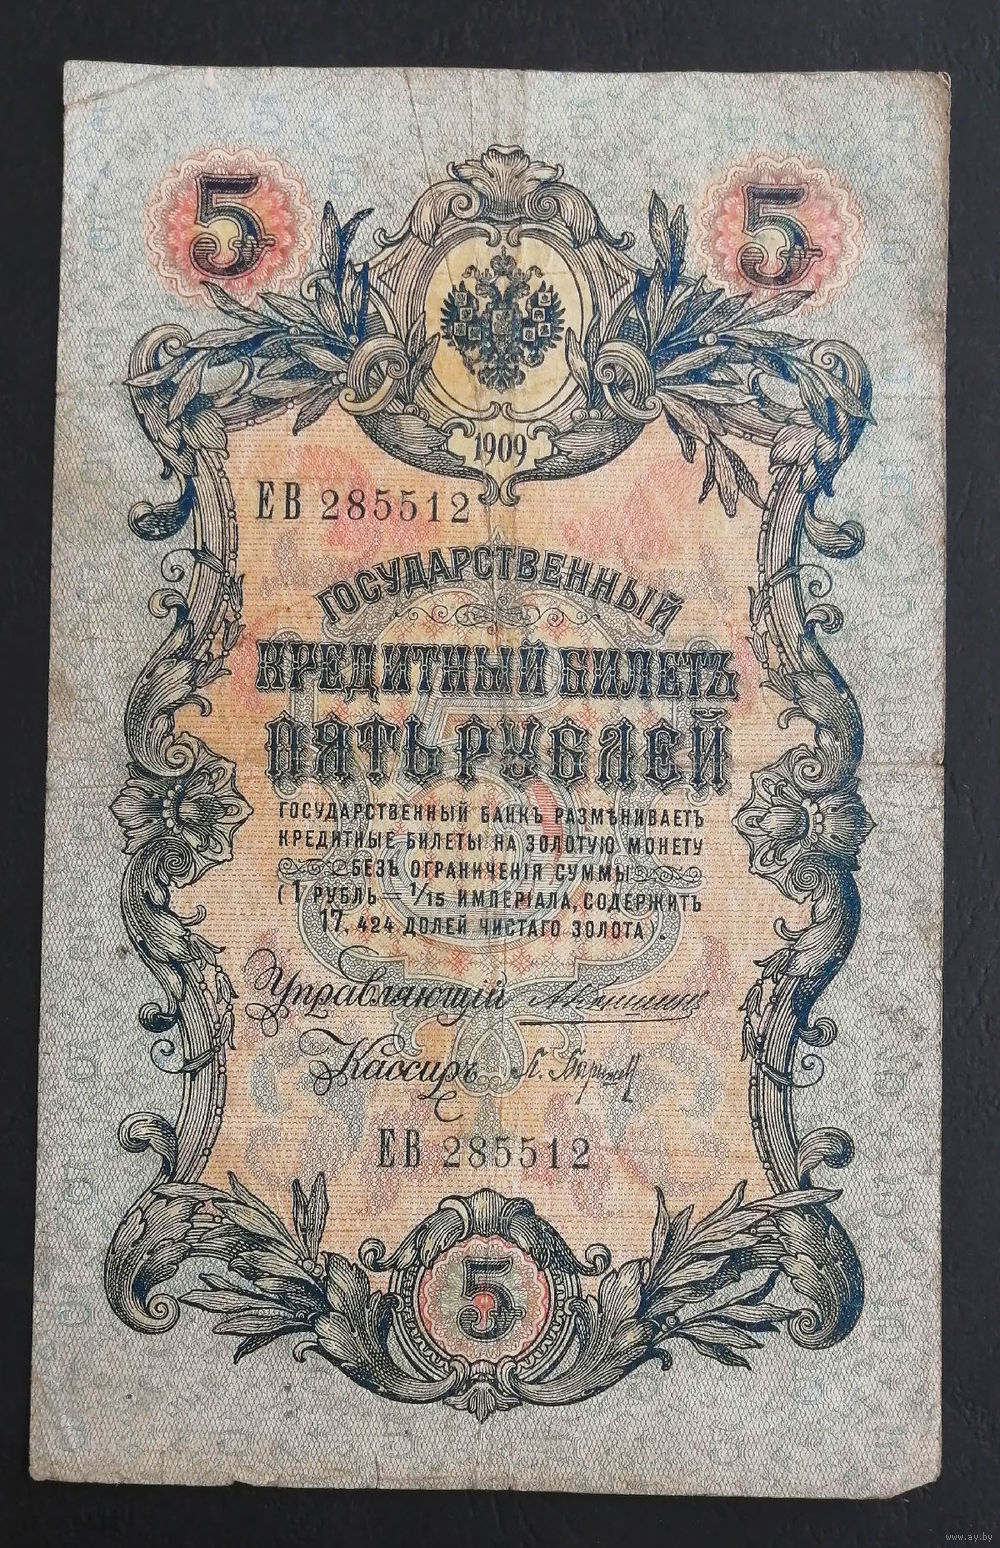 5 5
1909
ЕВ 285512
ГОСУДАРСТВЕННЫЙ
КРЕДИТНЫЙ БИЛЕТЪ
ПЯТЬ РУБЛЕЙ
ГОСУДАРСТВЕННЫЙ БАНКЪ РАЗМѢНИВАЕТЪ
КРЕДИТНЫЕ БИЛЕТЫ НА ЗОЛОТУЮ МОНЕТУ
БЕЗЪ ОГРАНИЧЕНІЯ СУММЫ
(1 РУБЛЬ — 1/15 ИМПЕРІАЛА, СОДЕРЖИТЪ
17, 424 ДОЛЕЙ ЧИСТАГО ЗОЛОТА).
Управляющій
Кассиръ
ЕВ 285512
5
www.ay.by